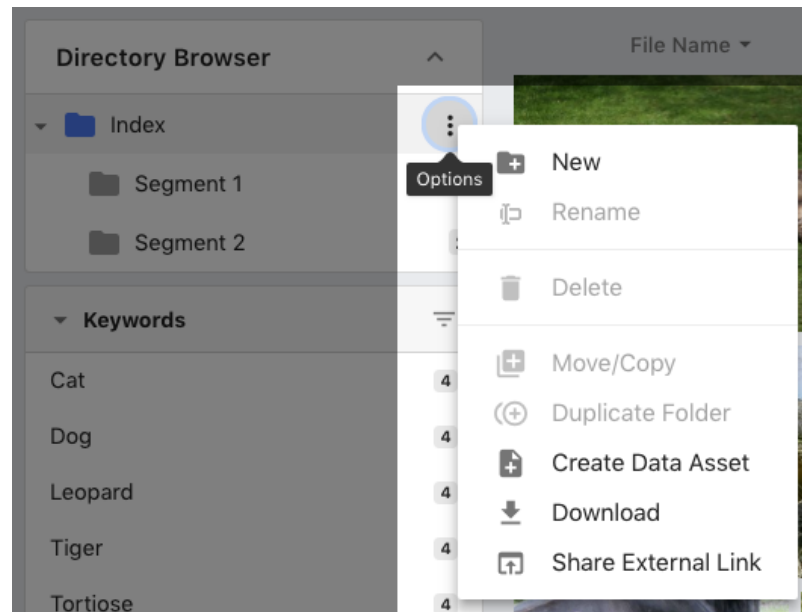 Directory Browser
File Name
Index
Options
Segment 1
Segment 2
Keywords
Cat 4
Dog 4
Leopard 4
Tiger 4
Tortiose 4
New
Rename
Delete
Move/Copy
Duplicate Folder
Create Data Asset
Download
Share External Link